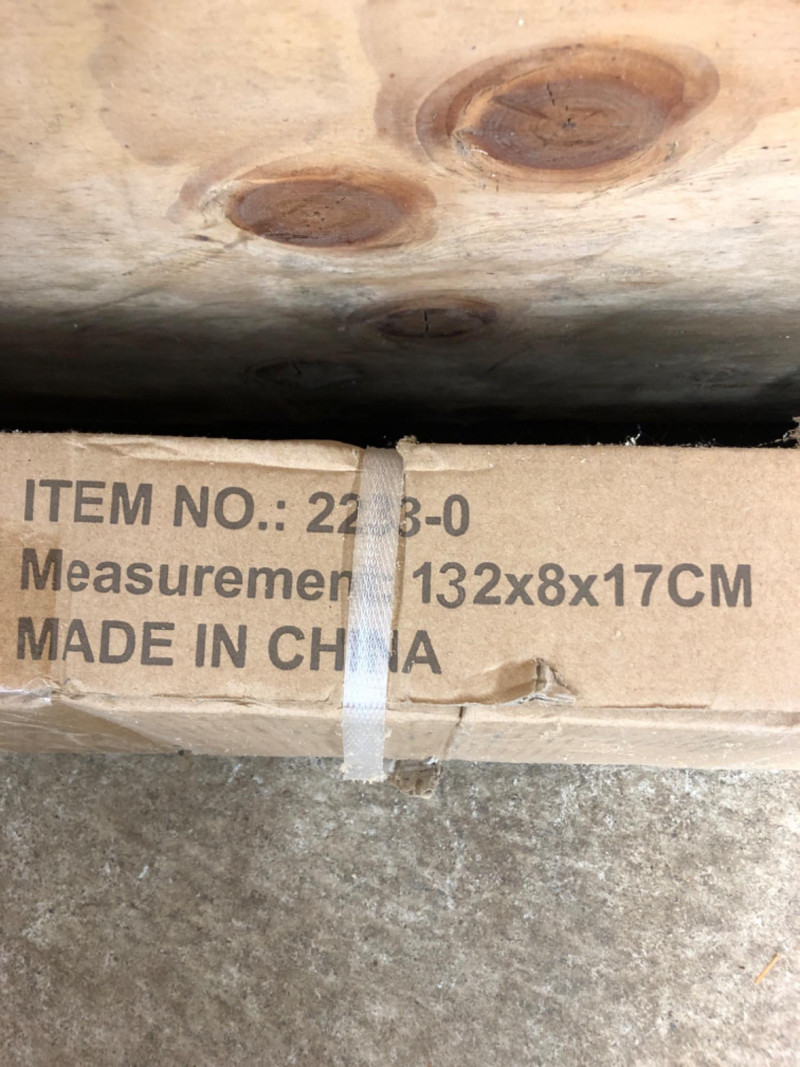 ITEM NO.:
Measurement: 132x8x17CM
MADE IN CHINA